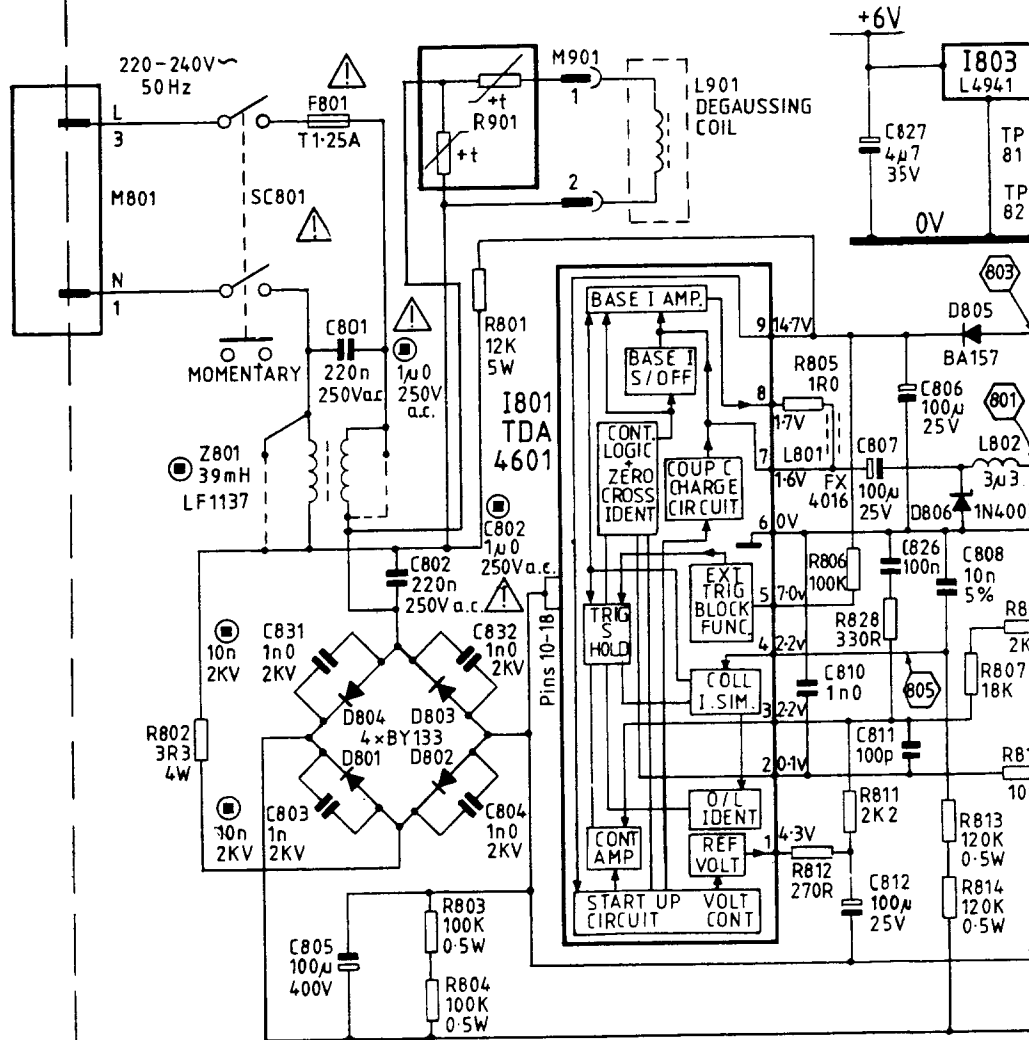 220-240V~
50Hz
F801
T1·25A
L
3
M801
SC801
N
1
MOMENTARY
C801
220n
250Va.c.
1µ0
250V
a.c.
Z801
39mH
LF1137
+t
R901
+t
M901
1
2
L901
DEGAUSSING
COIL
R801
12K
5W
I801
TDA
4601
C802
1µ0
250Va.c.
C802
220n
250V a.c.
Pins 10-18
C831
1n0
2KV
10n
2KV
C832
1n0
2KV
D804
D803
4×BY133
D801
D802
R802
3R3
4W
10n
2KV
C803
1n
2KV
C804
1n0
2KV
C805
100µ
400V
R803
100K
0·5W
R804
100K
0·5W
BASE I AMP.
BASE I
S/OFF
CONT
LOGIC
+
ZERO
CROSS
IDENT
COUP C
CHARGE
CIRCUIT
EXT
TRIG
BLOCK
FUNC.
TRIG
S
HOLD
COLL
I.SIM.
O/L
IDENT
CONT
AMP
REF
VOLT
START UP
CIRCUIT
VOLT
CONT
9 14·7V
8
1·7V
7
1·6V
6 0V
5 7·0v
4 2·2V
3 2·2V
2 0·1V
1 4·3V
+6V
I803
L4941
C827
4µ7
35V
TP
81
TP
82
0V
803
D805
BA157
R805
1R0
C806
100µ
25V
801
L801
FX
4016
C807
100µ
25V
L802
3µ3
D806
1N400
R806
100K
C826
100n
C808
10n
5%
R828
330R
R8
2K
R807
18K
805
C810
1n0
C811
100p
R81
10
R811
2K2
R812
270R
C812
100µ
25V
R813
120K
0·5W
R814
120K
0·5W